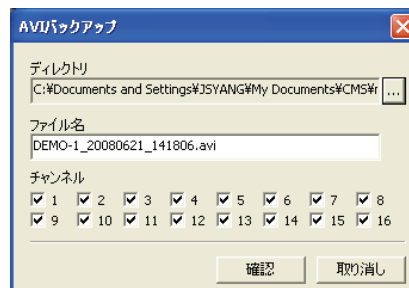 AVIバックアップ
ディレクトリ
C:¥Documents and Settings¥JSYANG¥My Documents¥CMS¥r
...
ファイル名
DEMO-1_20080621_141806.avi
チャンネル
1 2 3 4 5 6 7 8
9 10 11 12 13 14 15 16
確認 取り消し